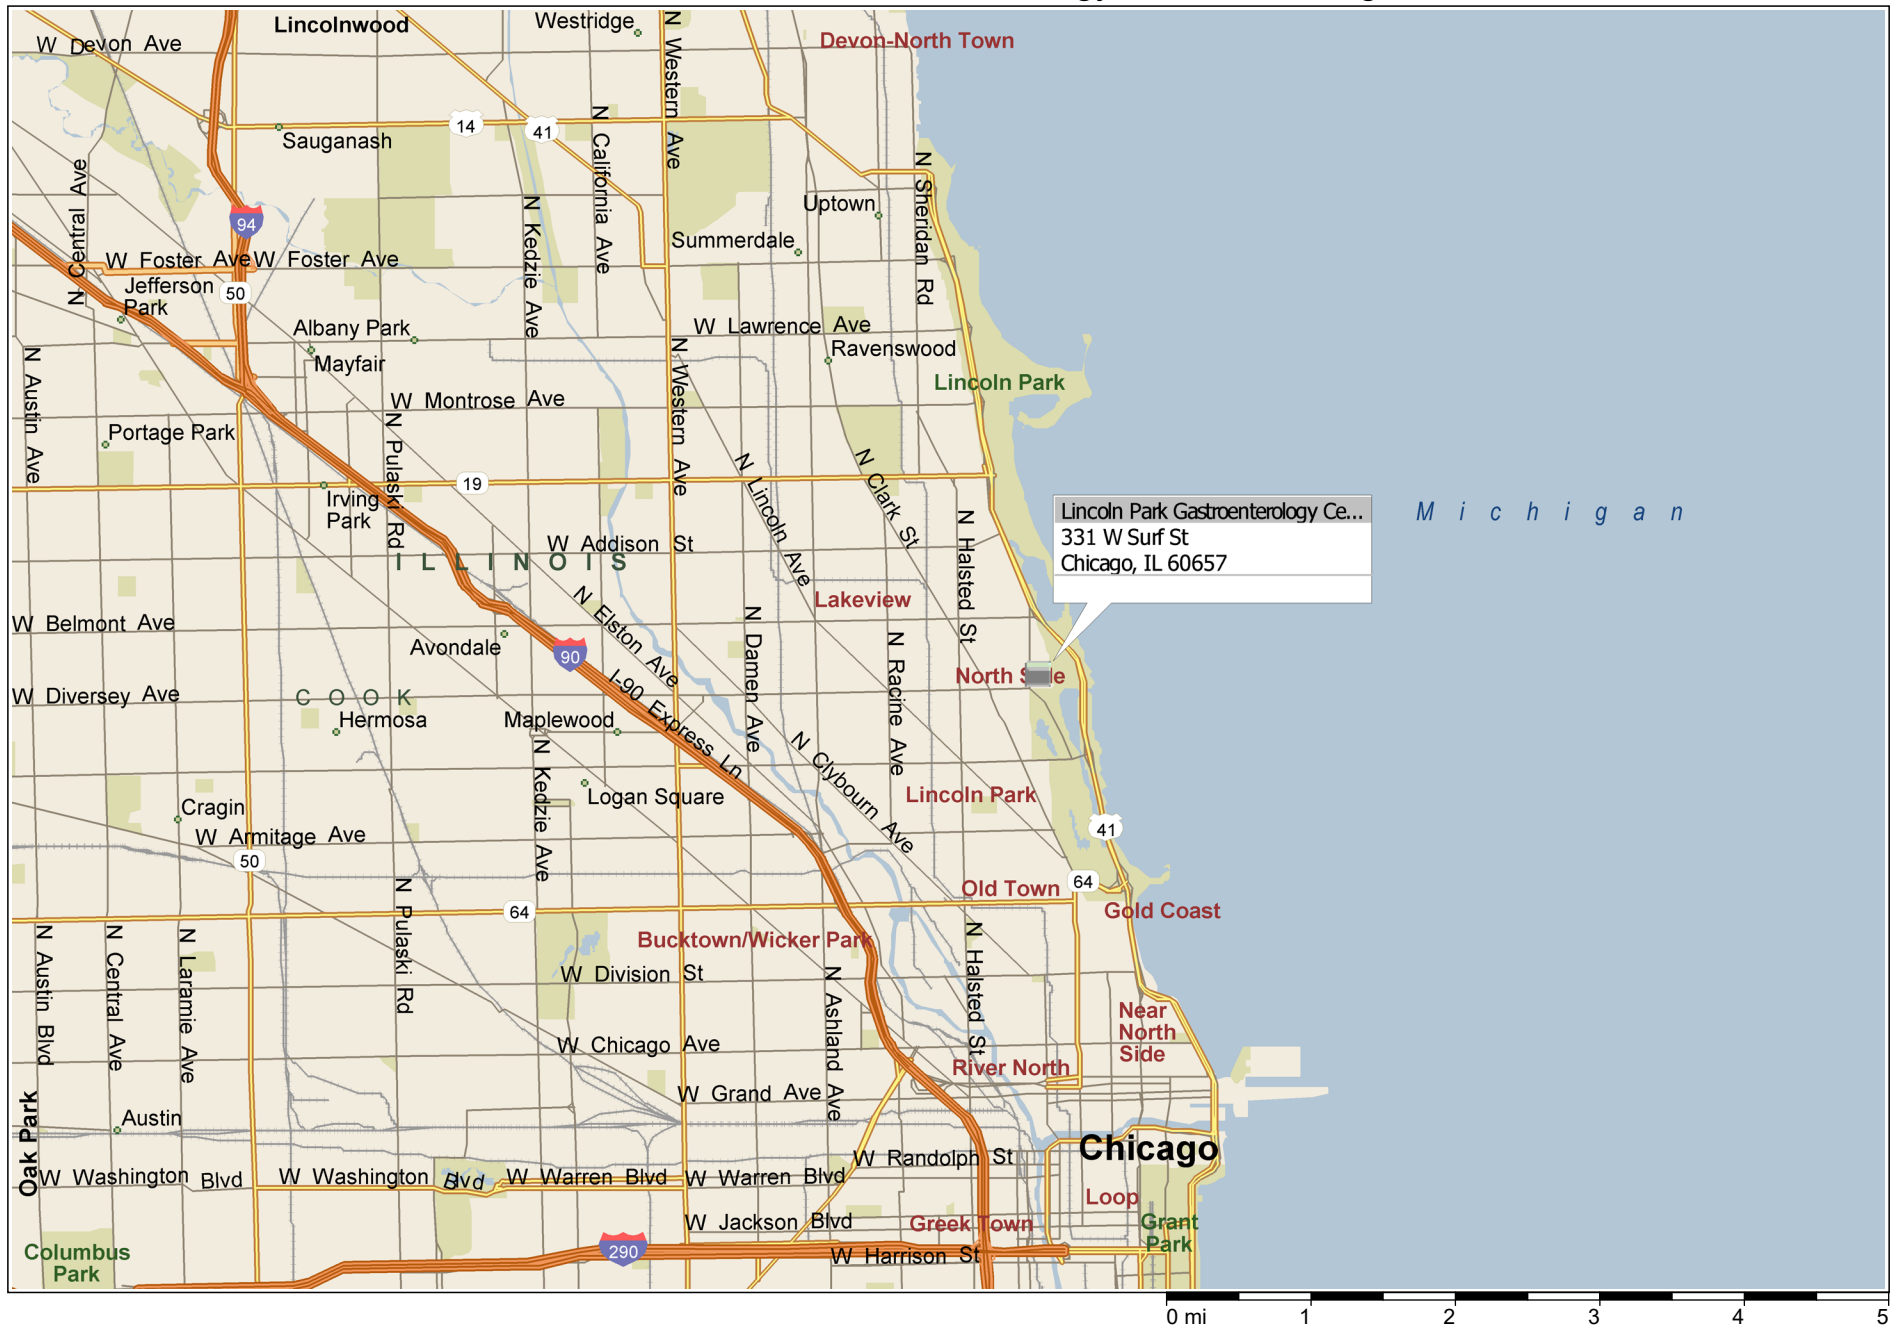 Lincolnwood
Westridge
Devon-North Town
W Devon Ave
N Western Ave
14
41
N California Ave
Sauganash
N Central Ave
N Sheridan Rd
94
Uptown
N Kedzie Ave
Summerdale
W Foster Ave
W Foster Ave
Jefferson
Park
50
Albany Park
W Lawrence Ave
Mayfair
Ravenswood
N Austin Ave
N Western Ave
Lincoln Park
W Montrose Ave
N Pulaski Rd
Portage Park
N Lincoln Ave
N Clark St
19
Irving
Park
N Halsted St
Lincoln Park Gastroenterology Ce...
331 W Surf St
Chicago, IL 60657
Michigan
W Addison St
ILLINOIS
N Elston Ave
Lakeview
W Belmont Ave
N Damen Ave
N Racine Ave
Avondale
90
North
I-90 Express Ln
W Diversey Ave
COOK
Hermosa
Maplewood
N Kedzie Ave
N Clybourn Ave
Logan Square
Lincoln Park
Cragin
W Armitage Ave
41
50
N Pulaski Rd
64
Old Town
64
Gold Coast
N Austin Blvd
N Central Ave
N Laramie Ave
Bucktown/Wicker Park
N Halsted St
W Division St
N Ashland Ave
Near
North
Side
W Chicago Ave
River North
W Grand Ave
Oak Park
Austin
Chicago
W Randolph St
W Washington Blvd
W Washington Blvd
W Warren Blvd
W Warren Blvd
Loop
W Jackson Blvd
Greek Town
Grant
Park
Columbus
Park
290
W Harrison St
0 mi
1
2
3
4
5